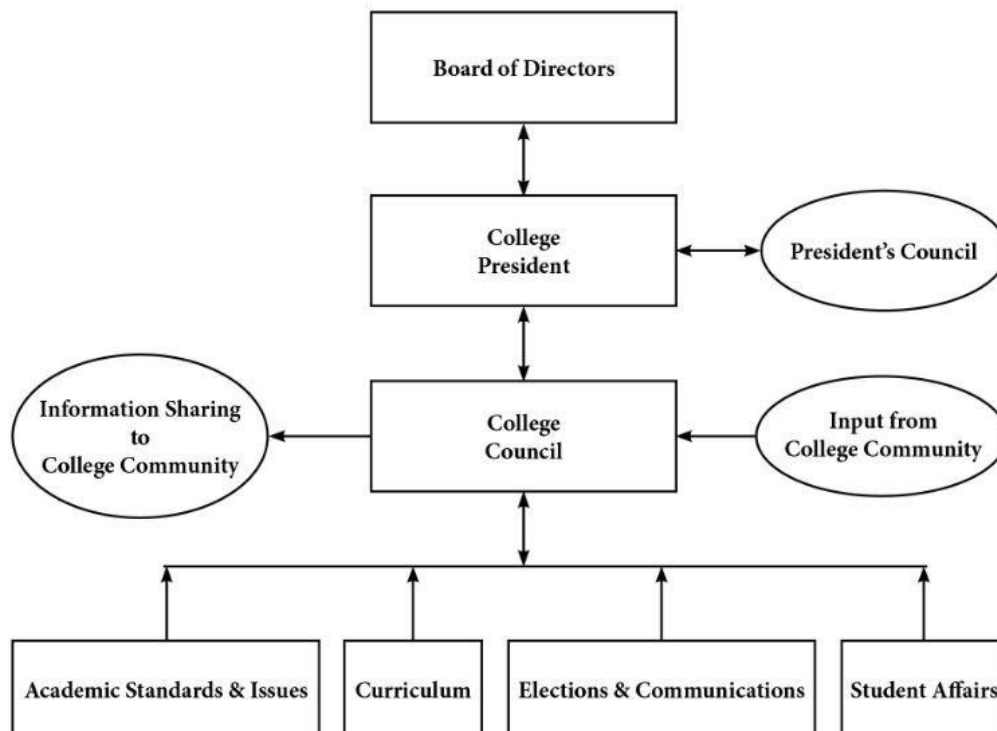 Board of Directors
College
President
President's Council
Information Sharing
to
College Community
College
Council
Input from
College Community
Academic Standards & Issues
Curriculum
Elections & Communications
Student Affairs